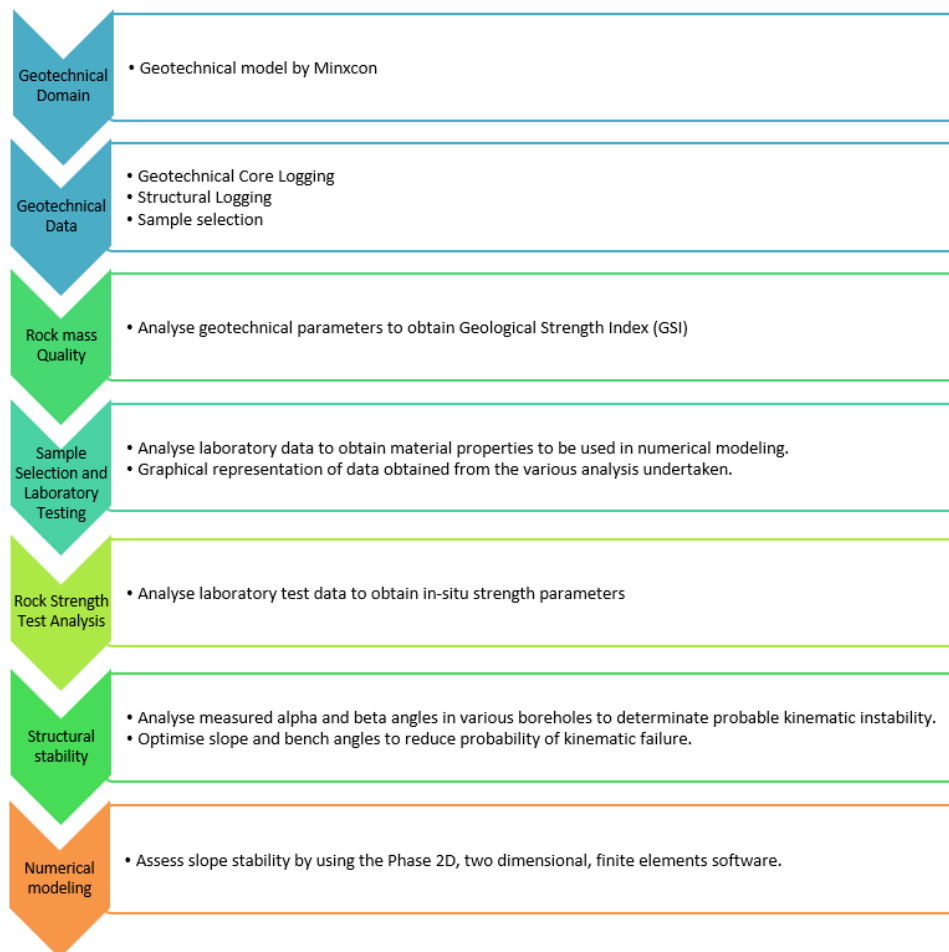 Geotechnical
Domain
• Geotechnical model by Minxcon
Geotechnical
Data
• Geotechnical Core Logging
• Structural Logging
• Sample selection
Rock mass
Quality
• Analyse geotechnical parameters to obtain Geological Strength Index (GSI)
Sample
Selection and
Laboratory
Testing
• Analyse laboratory data to obtain material properties to be used in numerical modeling.
• Graphical representation of data obtained from the various analysis undertaken.
Rock Strength
Test Analysis
• Analyse laboratory test data to obtain in-situ strength parameters
Structural
stability
• Analyse measured alpha and beta angles in various boreholes to determinate probable kinematic instability.
• Optimise slope and bench angles to reduce probability of kinematic failure.
Numerical
modeling
• Assess slope stability by using the Phase 2D, two dimensional, finite elements software.